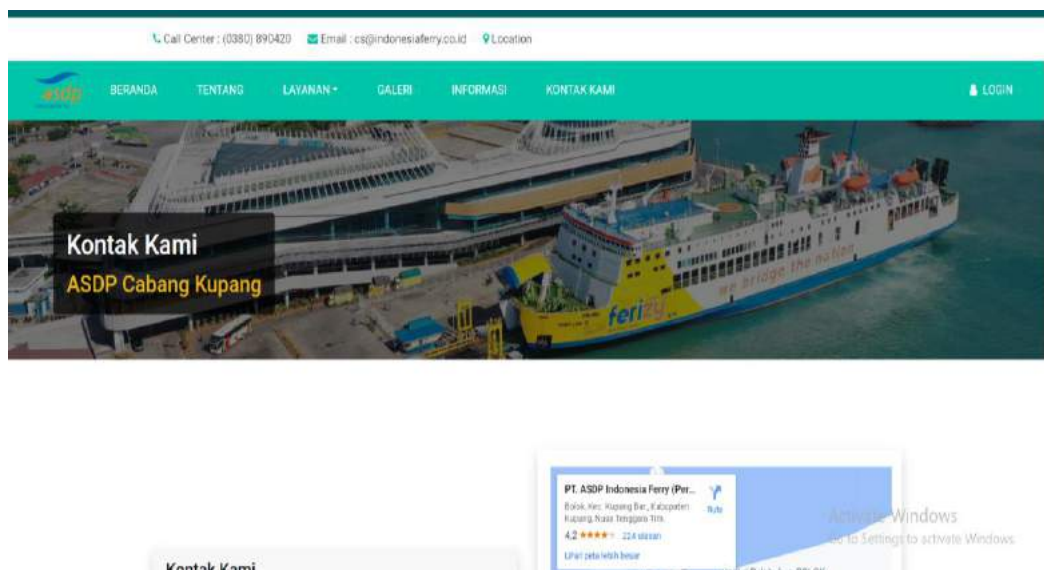 Call Center : (0380) 890420 Email : cs@indonesiaferry.co.id Location
asdp BERANDA TENTANG LAYANAN GALERI INFORMASI KONTAK KAMI LOGIN
Kontak Kami
ASDP Cabang Kupang
we bridge the nation
ferizy
PT. ASDP Indonesia Ferry (Per...
Bolok, Kec. Kupang Bar., Kabupaten
Kupang, Nusa Tenggara Tim.
Rute
4,2 224 ulasan
Lihat peta lebih besar
Activate Windows
Go to Settings to activate Windows.
Kontak Kami